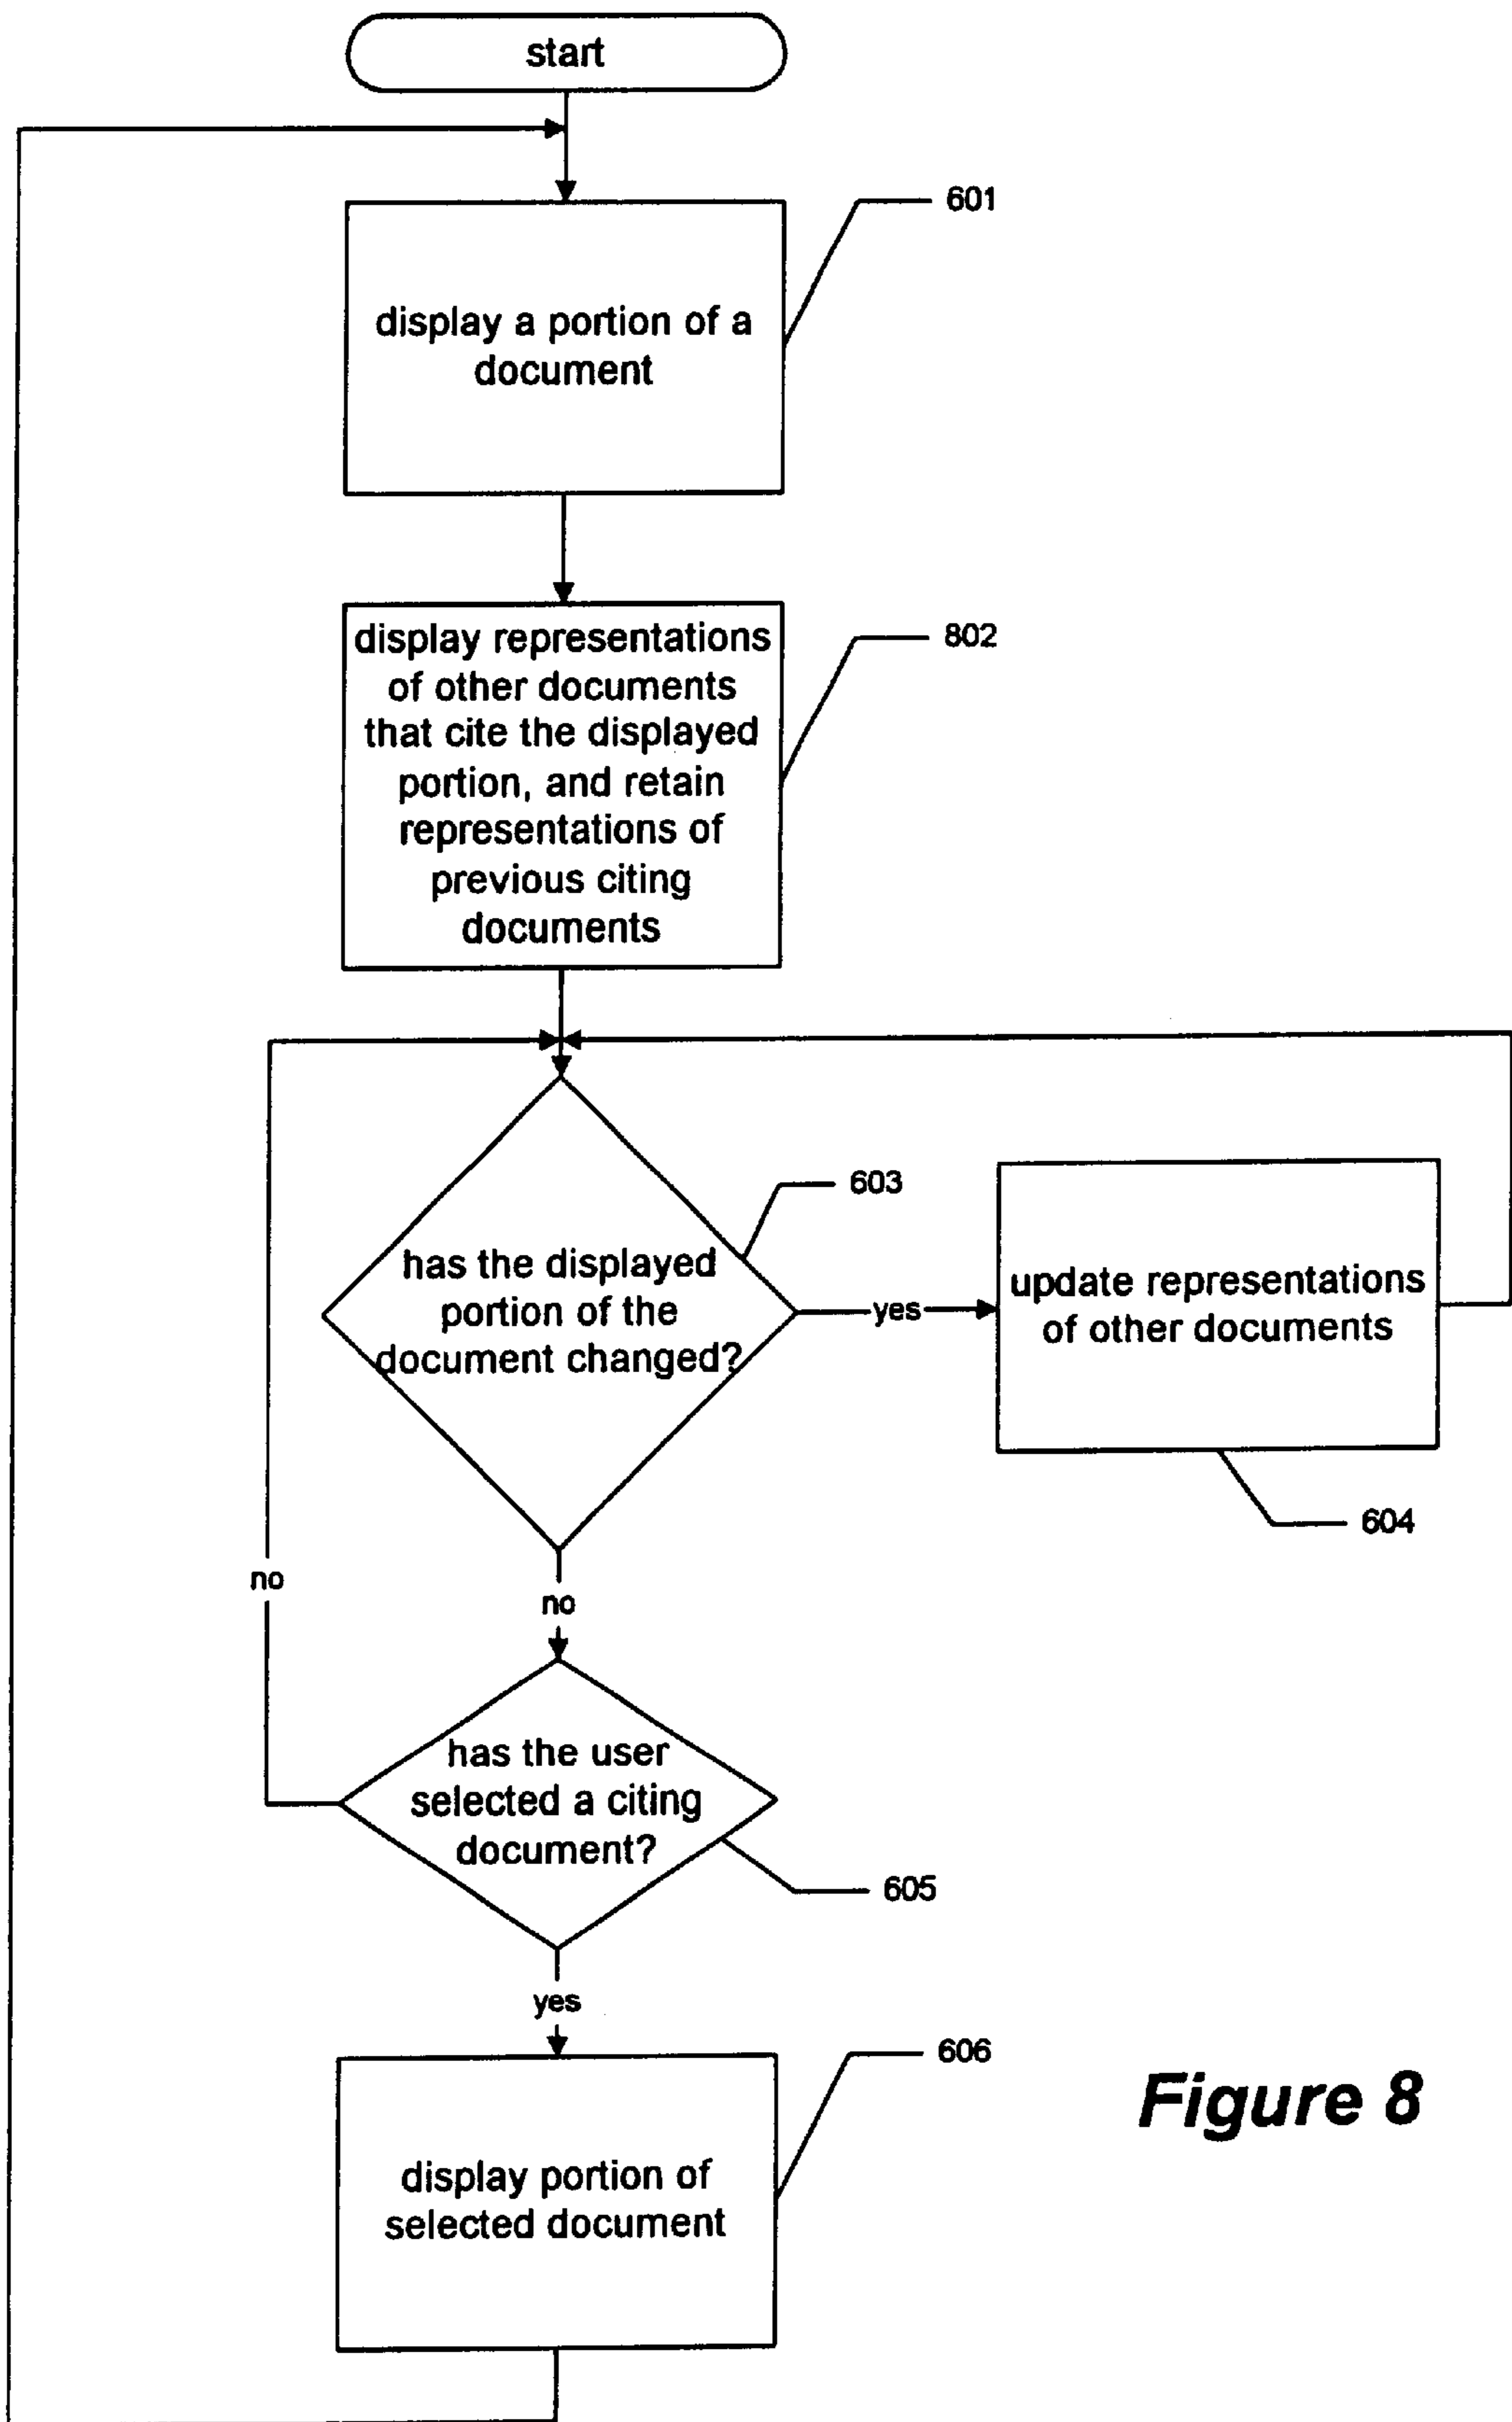 start
601
display a portion of a
document
802
display representations
of other documents
that cite the displayed
portion, and retain
representations of
previous citing
documents
603
has the displayed
portion of the
document changed?
yes
update representations
of other documents
604
no
no
has the user
selected a citing
document?
605
yes
606
display portion of
selected document
Figure 8